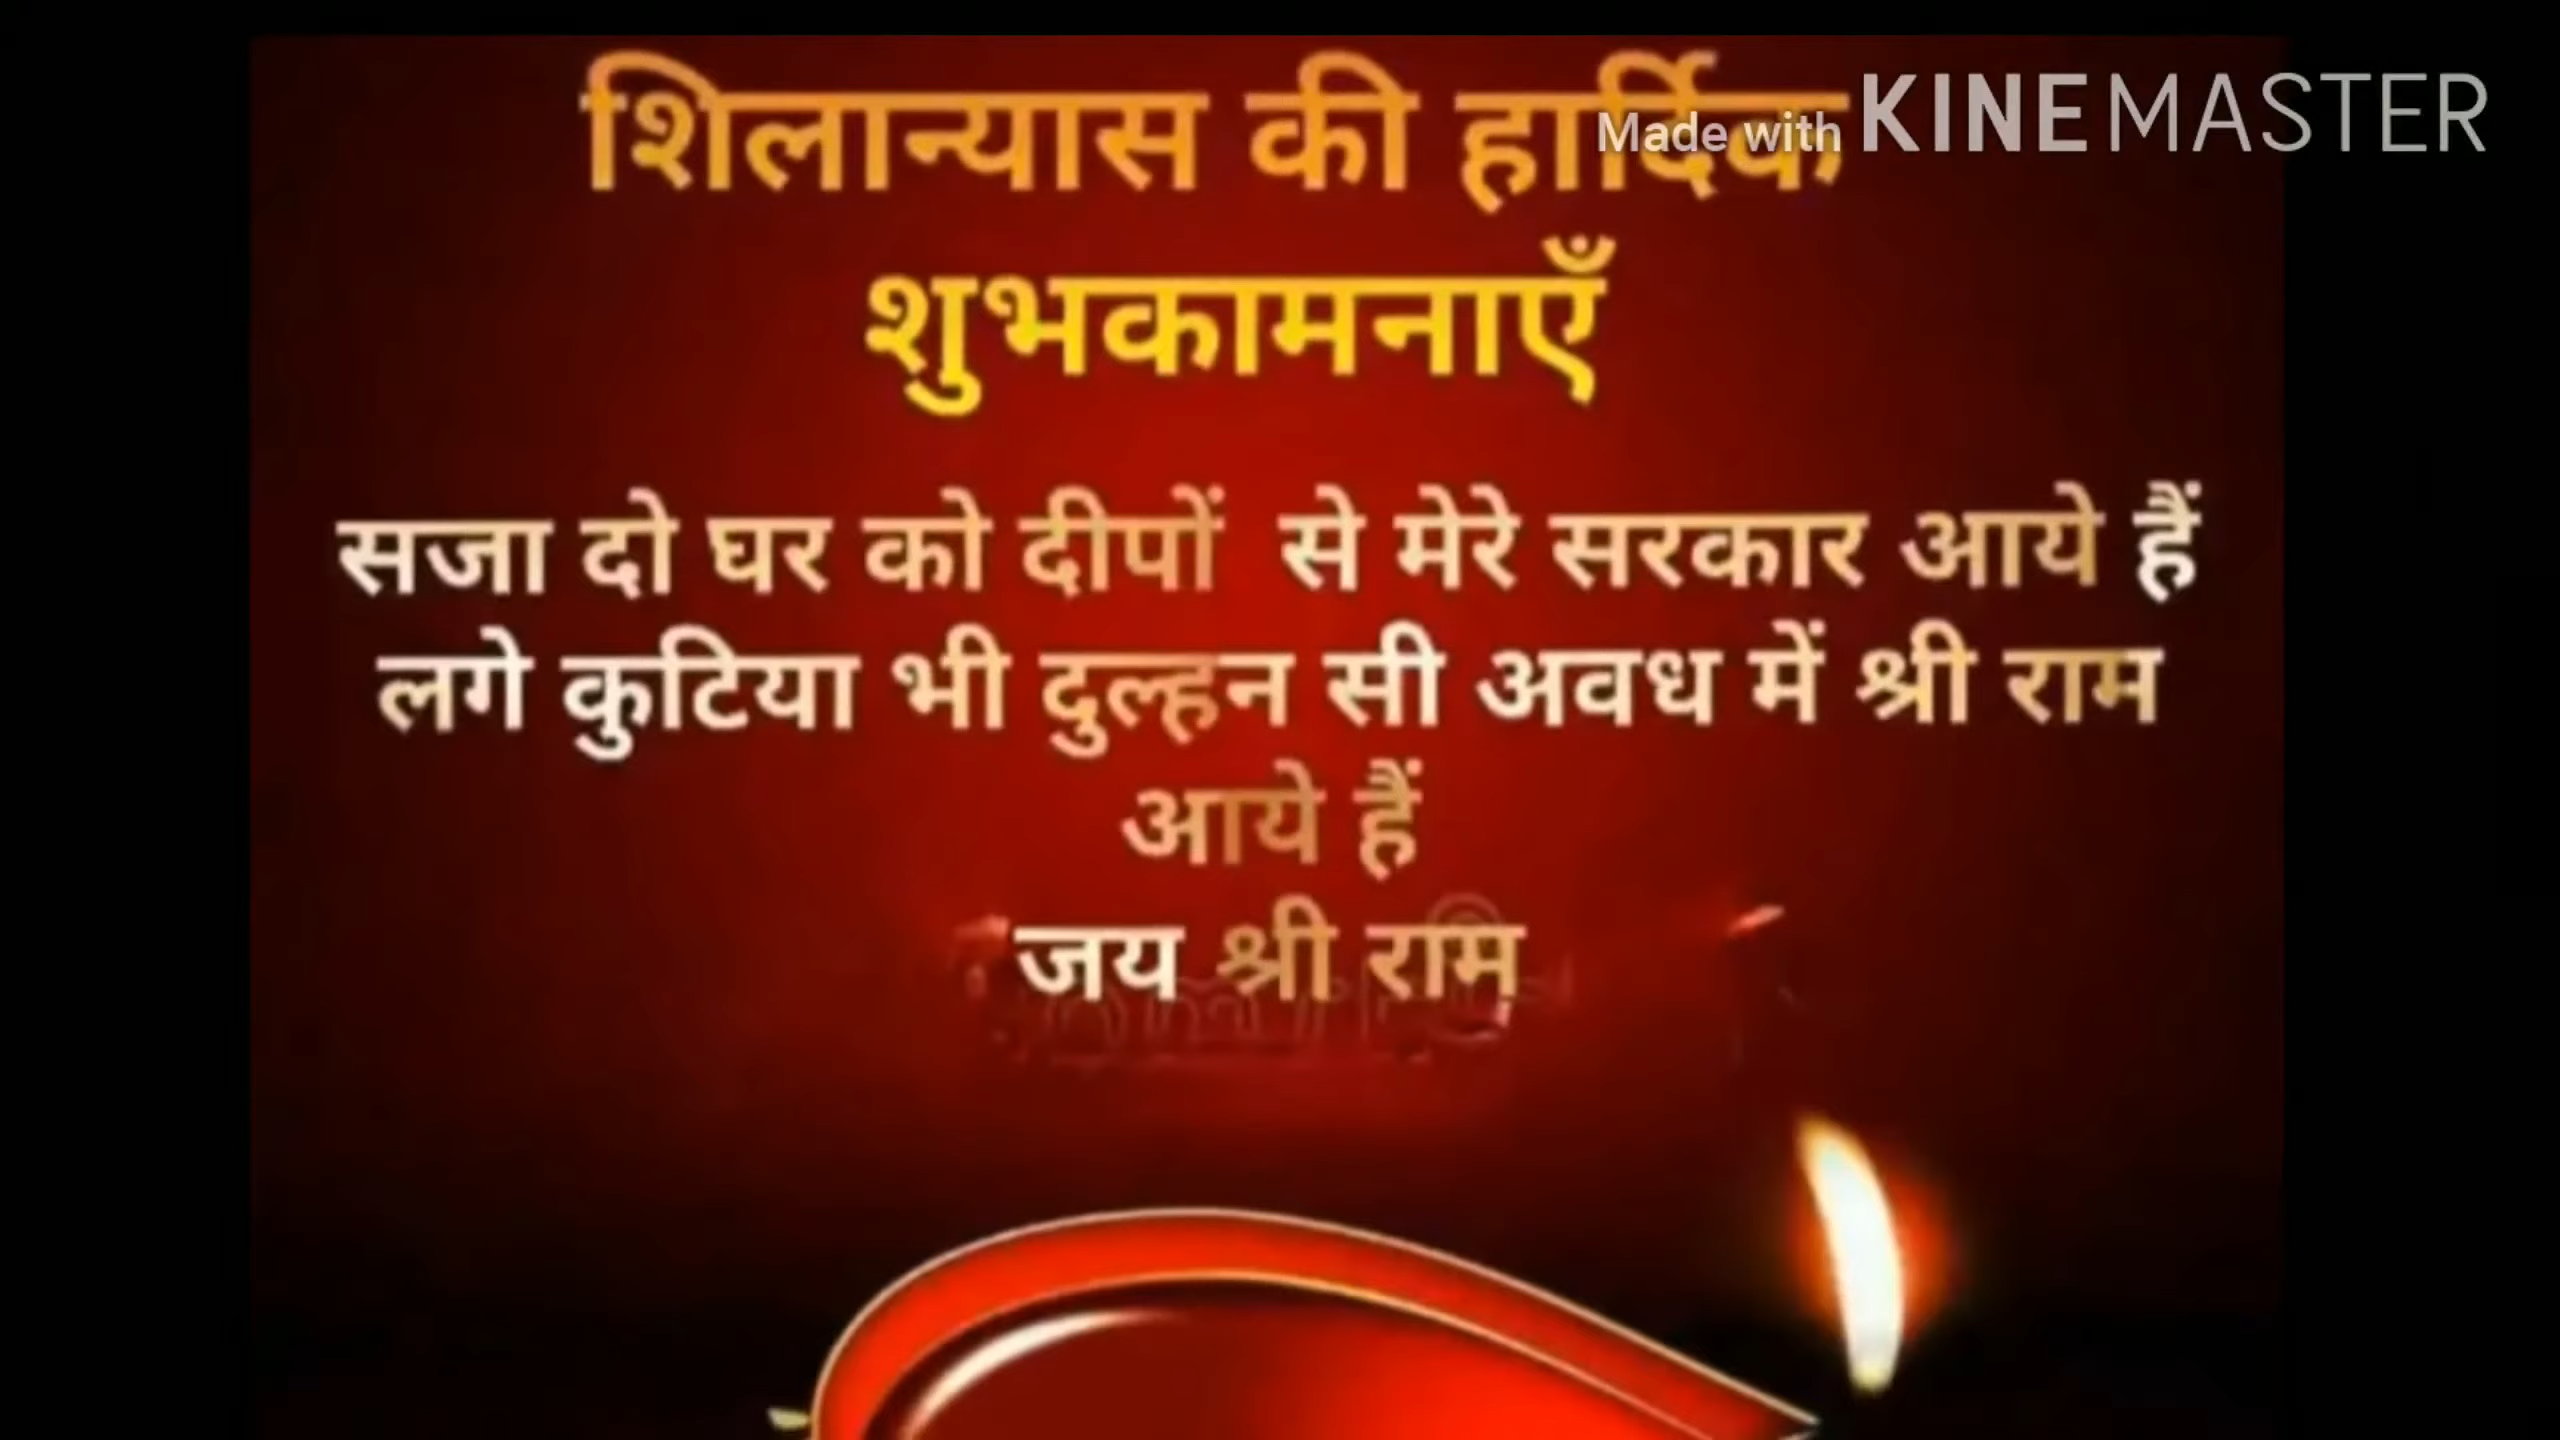 शिलान्यास की हार्दिक
Made with KINEMASTER
शुभकामनाएँ
सजा दो घर को दीपों से मेरे सरकार आये हैं
लगे कुटिया भी दुल्हन सी अवध में श्री राम
आये हैं
जय श्री राम